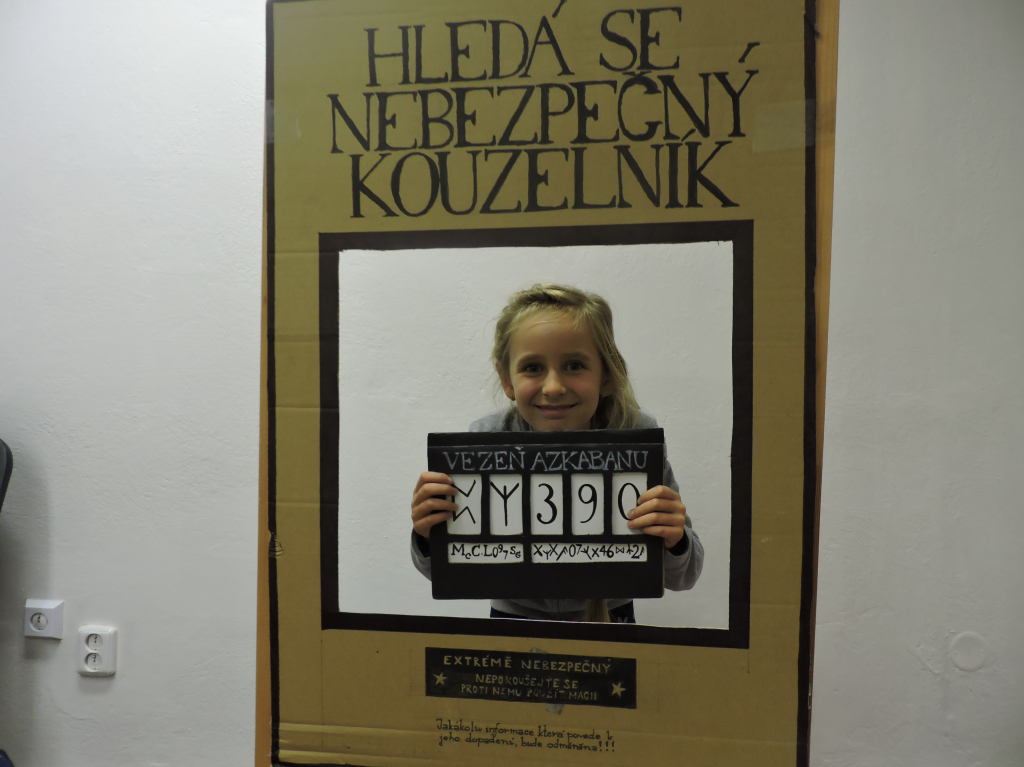 HLEDÁ SE
NEBEZPEČNÝ
KOUZELNÍK
VĚZEŇ AZKABANU
390
EXTRÉMĚ NEBEZPEČNÝ
NEPOKOUŠEJTE SE
PROTI NĚMU POUŽÍT MAGII
Jakákoliv informace která povede k
jeho dopadení, bude odměněna!!!